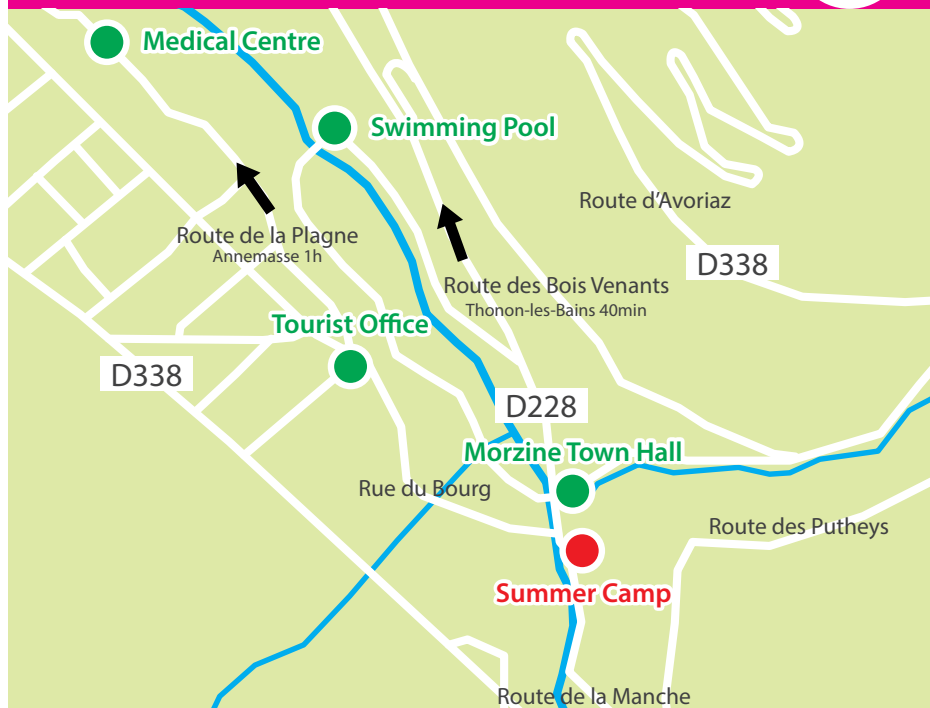 Medical Centre
Swimming Pool
Route d'Avoriaz
Route de la Plagne
Annemasse 1h
D338
Route des Bois Venants
Thonon-les-Bains 40min
Tourist Office
D338
D228
Morzine Town Hall
Rue du Bourg
Route des Putheys
Summer Camp
Route de la Manche